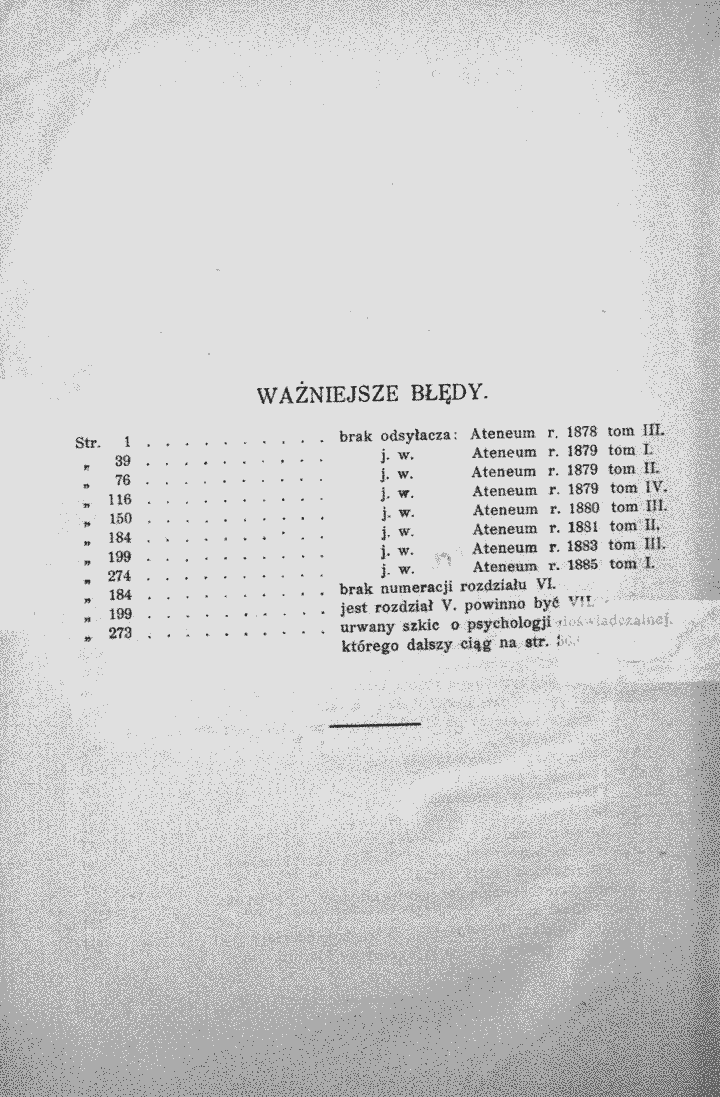 WAŻNIEJSZE BŁĘDY.
Str. 1 . . . . . . . . . . brak odsyłacza: Ateneum r. 1878 tom III.
„ 39 . . . . . . . . . . j. w. Ateneum r. 1879 tom I.
„ 76 . . . . . . . . . . j. w. Ateneum r. 1879 tom II.
„ 116 . . . . . . . . . . j. w. Ateneum r. 1879 tom IV.
„ 150 . . . . . . . . . . j. w. Ateneum r. 1880 tom III.
„ 184 . . . . . . . . . . j. w. Ateneum r. 1881 tom II.
„ 199 . . . . . . . . . . j. w. Ateneum r. 1883 tom III.
„ 274 . . . . . . . . . . j. w. Ateneum r. 1885 tom I.
„ 184 . . . . . . . . . . brak numeracji rozdziału VI.
„ 199 . . . . . . . . . . jest rozdział V. powinno być VII.
„ 273 . . . . . . . . . . urwany szkic o psychologji doświadczalnej,
którego dalszy ciąg na str.